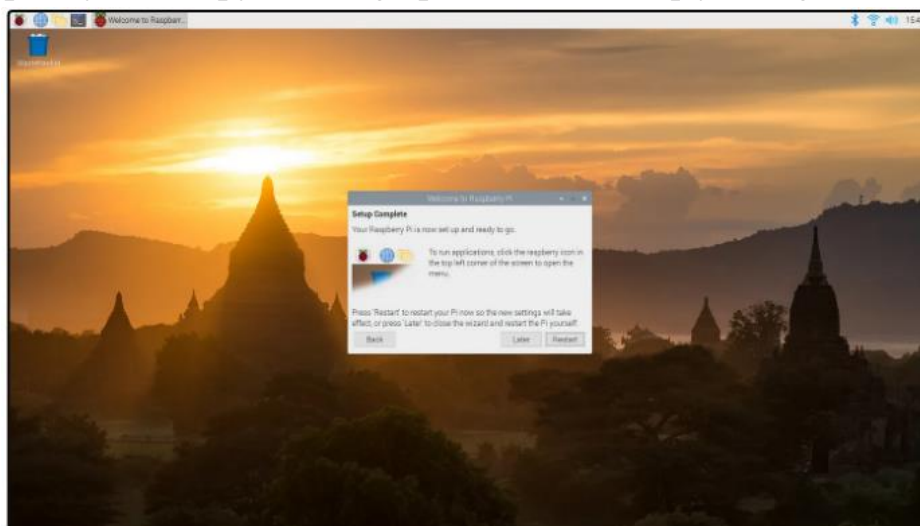 Welcome to Raspberr...
154
Wastebasket
Welcome to Raspberry Pi
Setup Complete
Your Raspberry Pi is now set up and ready to go.
To run applications, click the raspberry icon in
the top left corner of the screen to open the
menu.
Press 'Restart' to restart your Pi now so the new settings will take
effect, or press 'Later' to close the wizard and restart the Pi yourself.
Back
Later
Restart